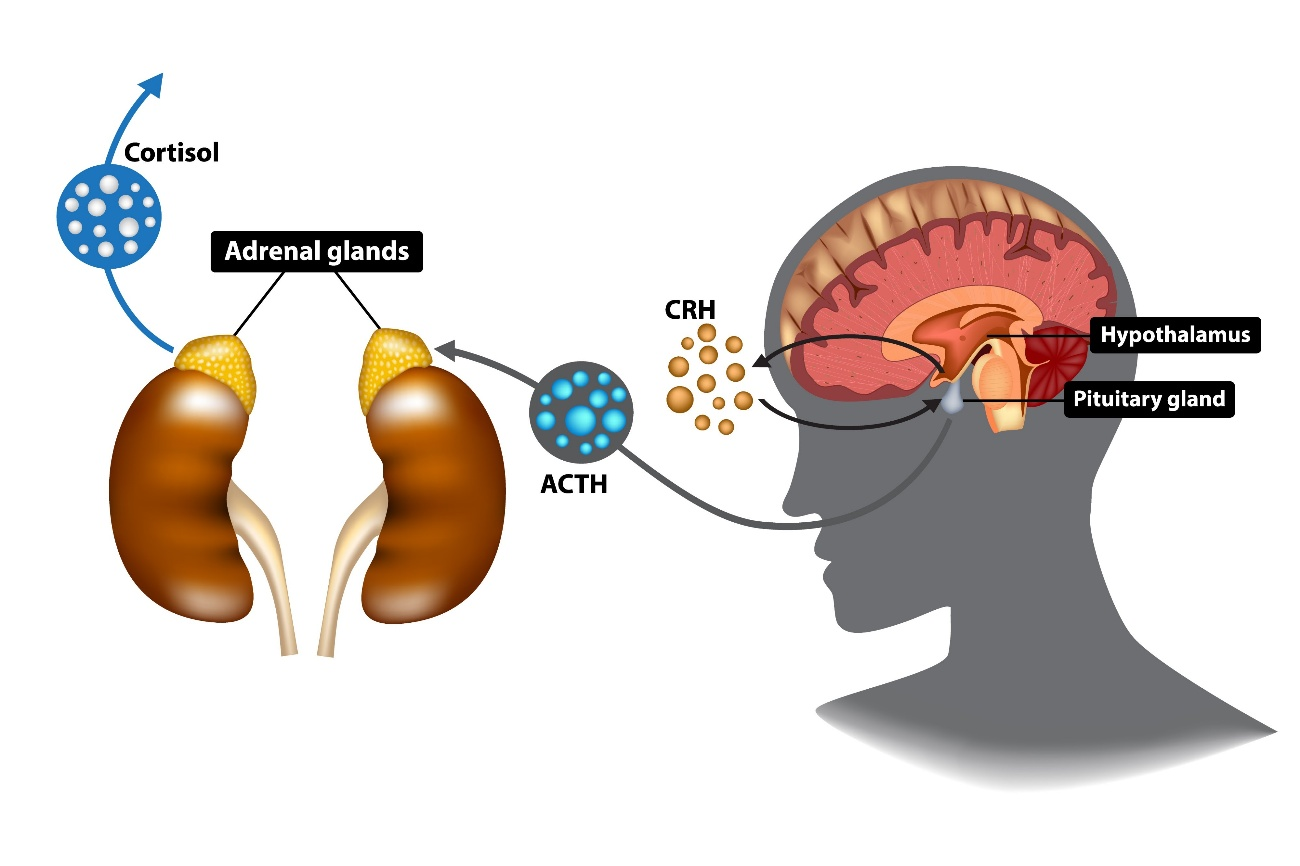 Cortisol
Adrenal glands
CRH
Hypothalamus
Pituitary gland
ACTH